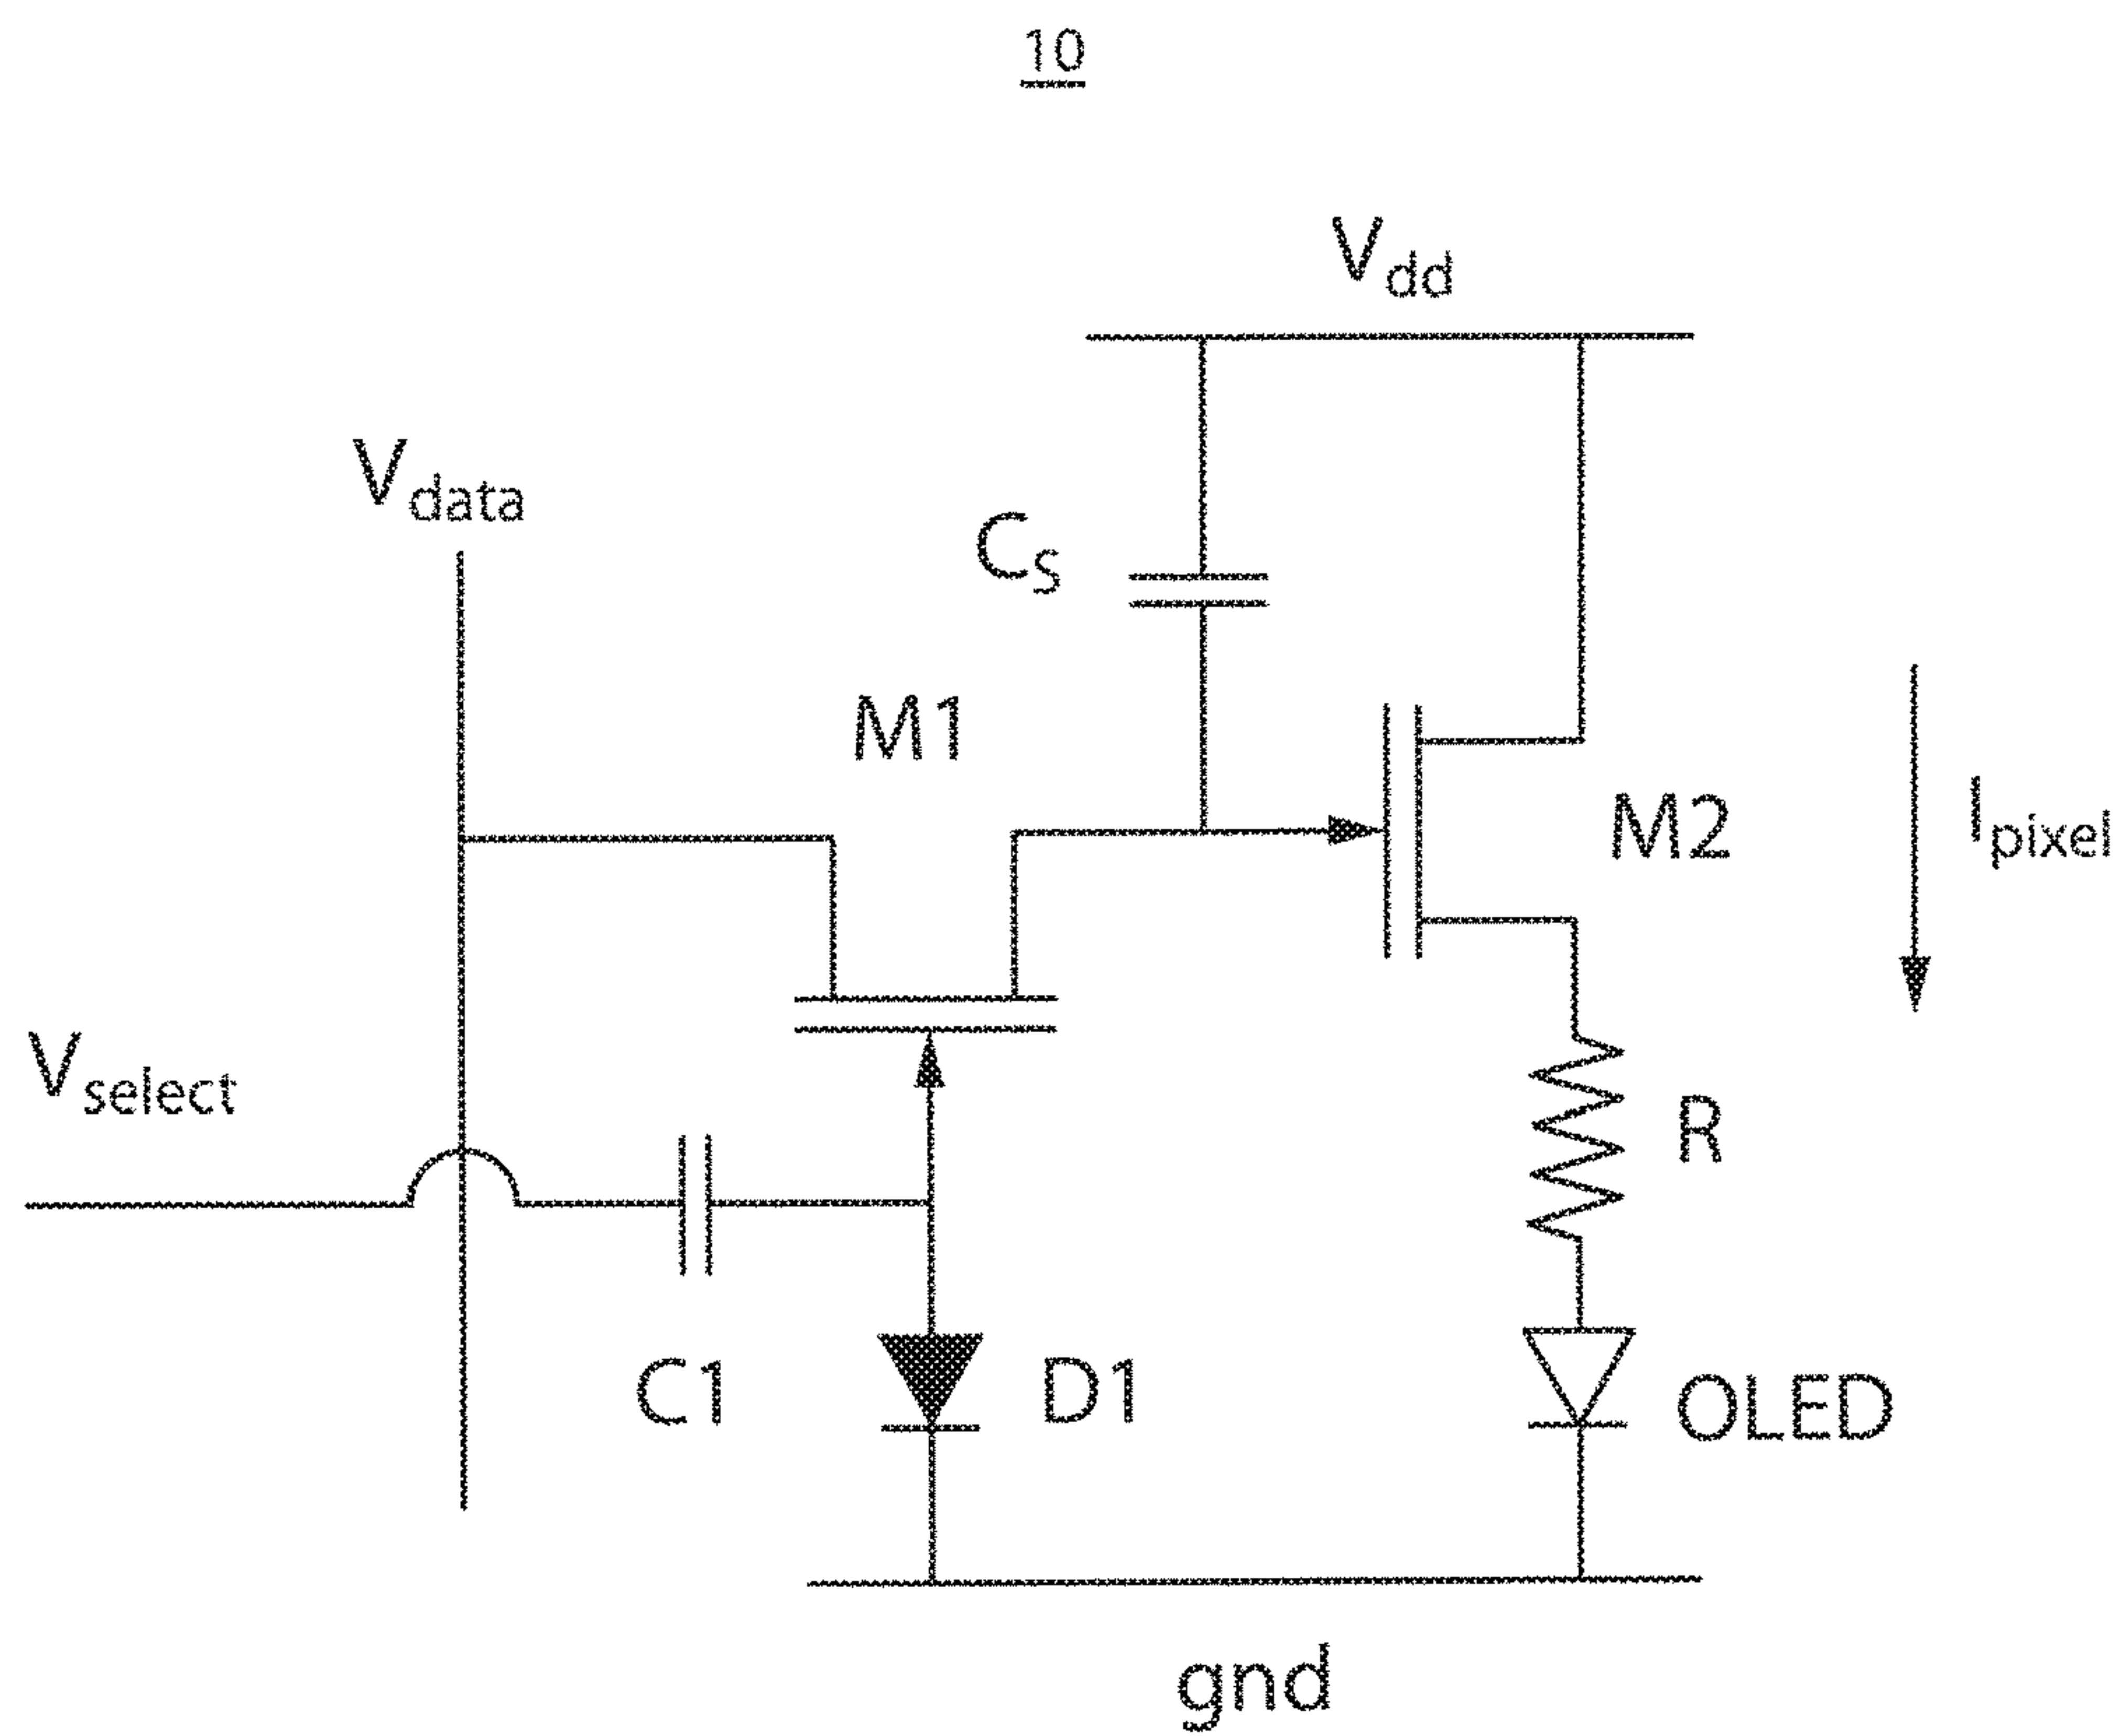 10
Vdd
Vdata
CS
M1
M2
Ipixel
Vselect
R
C1
D1
OLED
gnd